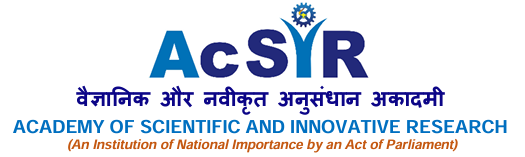 AcSIR
वैज्ञानिक और नवीकृत अनुसंधान अकादमी
ACADEMY OF SCIENTIFIC AND INNOVATIVE RESEARCH
(An Institution of National Importance by an Act of Parliament)